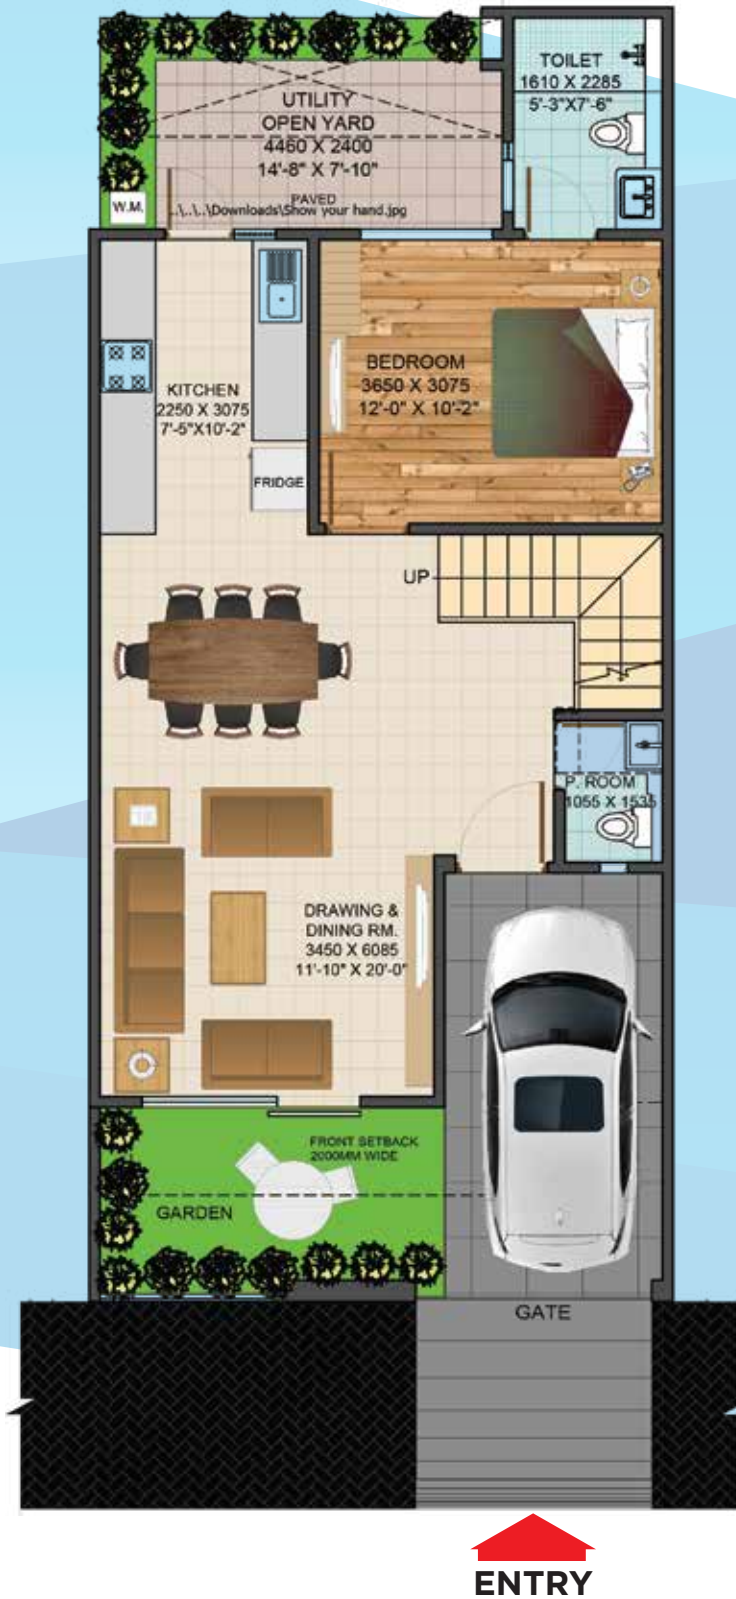 TOILET
1610 X 2285
5'-3"X7'-6"
UTILITY
OPEN YARD
4460 X 2400
14'-8" X 7'-10"
PAVED
..\..\..\Downloads\Show your hand.jpg
W.M.
BEDROOM
3650 X 3075
12'-0" X 10'-2"
KITCHEN
2250 X 3075
7'-5"X10'-2"
FRIDGE
UP
P. ROOM
1055 X 1535
DRAWING &
DINING RM.
3450 X 6085
11'-10" X 20'-0"
FRONT SETBACK
2000MM WIDE
GARDEN
GATE
ENTRY